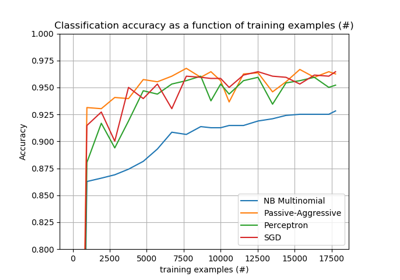 Classification accuracy as a function of training examples (#)
1.000
0.975
0.950
0.925
0.900
0.875
0.850
0.825
0.800
Accuracy
0 2500 5000 7500 10000 12500 15000 17500
training examples (#)
NB Multinomial
Passive-Aggressive
Perceptron
SGD